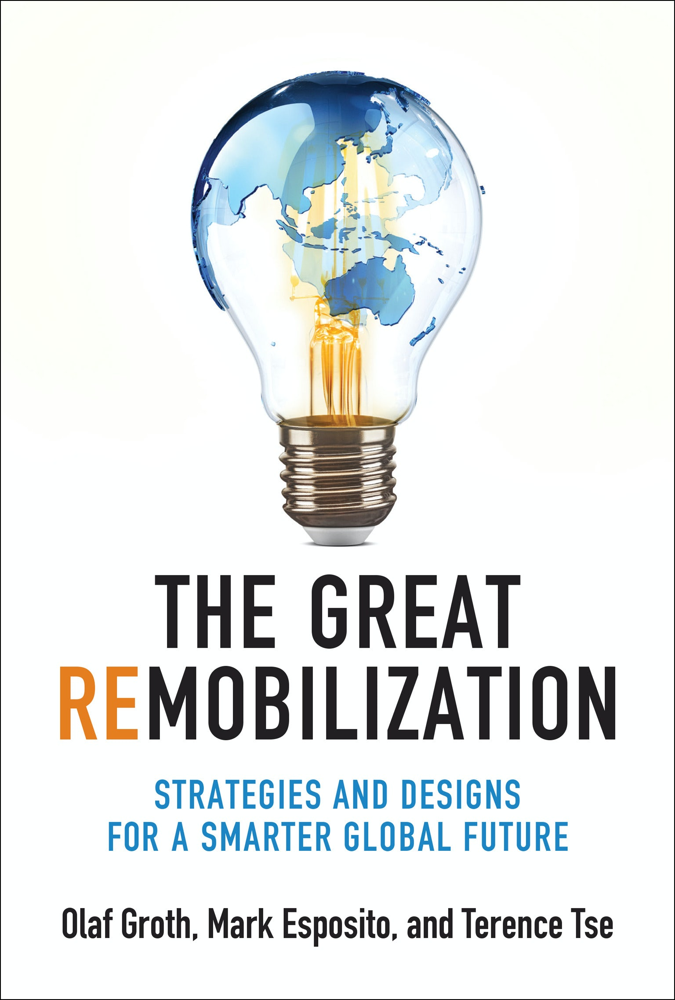 THE GREAT
REMOBILIZATION
STRATEGIES AND DESIGNS
FOR A SMARTER GLOBAL FUTURE
Olaf Groth, Mark Esposito, and Terence Tse